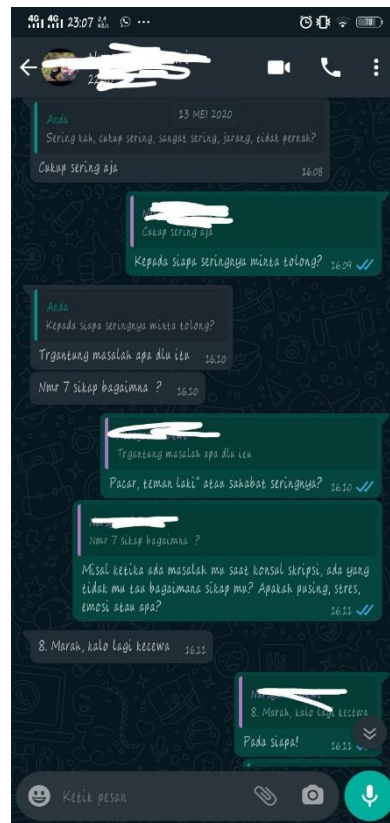 4G 4G 23:07
78
13 MEI 2020
Anda
Sering kah, cukup sering, sangat sering, jarang, tidak pernah?
Cukup sering aja
16.08
Cukup sering aja
Kepada siapa seringnya minta tolong? 16.09
Anda
Kepada siapa seringnya minta tolong?
Trgantung masalah apa dlu itu 16.10
Nmr 7 sikap bagaimna ? 16.10
Trgantung masalah apa dlu itu
Pacar, teman laki" atau sahabat seringnya? 16.10
Nmr 7 sikap bagaimna ?
Misal ketika ada masalah mu saat konsul skripsi, ada yang
tidak mu tau bagaimana sikap mu? Apakah pusing, stres,
emosi atau apa?
16.11
8. Marah, kalo lagi kecewa 16.11
8. Marah, kalo lagi kecewa
Pada siapa! 16.11
Ketik pesan